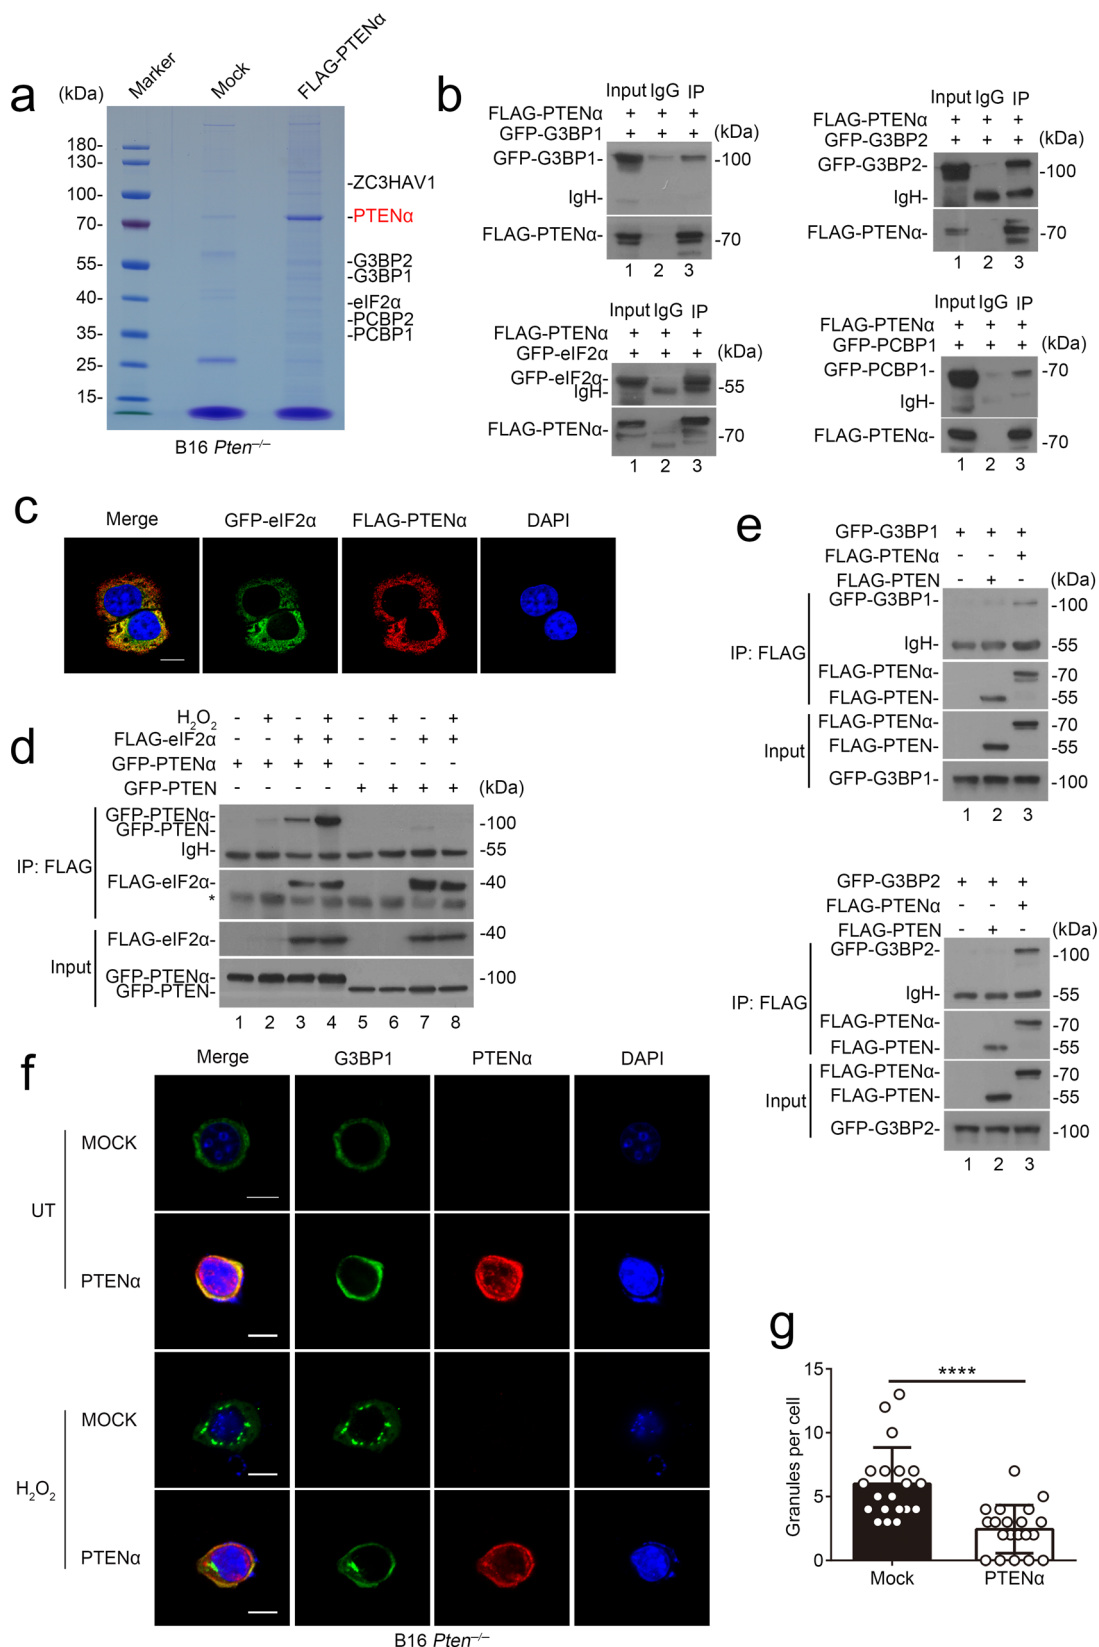 a
(kDa)
Marker
Mock
FLAG-PTENα
180-
130-
100-
70-
55-
40-
35-
25-
15-
-ZC3HAV1
-PTENα
-G3BP2
-G3BP1
-eIF2α
-PCBP2
-PCBP1
B16 Pten–/–
b
Input IgG IP
FLAG-PTENα + + +
GFP-G3BP1 + + + (kDa)
GFP-G3BP1- -100
IgH-
FLAG-PTENα- -70
1 2 3
Input IgG IP
FLAG-PTENα + + +
GFP-G3BP2 + + + (kDa)
GFP-G3BP2- -100
IgH-
FLAG-PTENα- -70
1 2 3
Input IgG IP
FLAG-PTENα + + +
GFP-eIF2α + + + (kDa)
GFP-eIF2α-
IgH- -55
FLAG-PTENα- -70
1 2 3
Input IgG IP
FLAG-PTENα + + +
GFP-PCBP1 + + + (kDa)
GFP-PCBP1- -70
IgH-
FLAG-PTENα- -70
1 2 3
c
Merge GFP-eIF2α FLAG-PTENα DAPI
d
H2O2 - + - + - + - +
FLAG-eIF2α - - + + - - + +
GFP-PTENα + + + + - - - -
GFP-PTEN - - - - + + + + (kDa)
IP: FLAG
GFP-PTENα- -100
GFP-PTEN-
IgH- -55
FLAG-eIF2α- -40
*
Input
FLAG-eIF2α- -40
GFP-PTENα- -100
GFP-PTEN-
1 2 3 4 5 6 7 8
e
GFP-G3BP1 + + +
FLAG-PTENα - - +
FLAG-PTEN - + - (kDa)
IP: FLAG
GFP-G3BP1- -100
IgH- -55
FLAG-PTENα- -70
FLAG-PTEN- -55
Input
FLAG-PTENα- -70
FLAG-PTEN- -55
GFP-G3BP1- -100
1 2 3
GFP-G3BP2 + + +
FLAG-PTENα - - +
FLAG-PTEN - + - (kDa)
IP: FLAG
GFP-G3BP2- -100
IgH- -55
FLAG-PTENα- -70
FLAG-PTEN- -55
Input
FLAG-PTENα- -70
FLAG-PTEN- -55
GFP-G3BP2- -100
1 2 3
f
Merge G3BP1 PTENα DAPI
UT
MOCK
PTENα
H2O2
MOCK
PTENα
B16 Pten–/–
g
Granules per cell
15
10
5
0
****
Mock PTENα